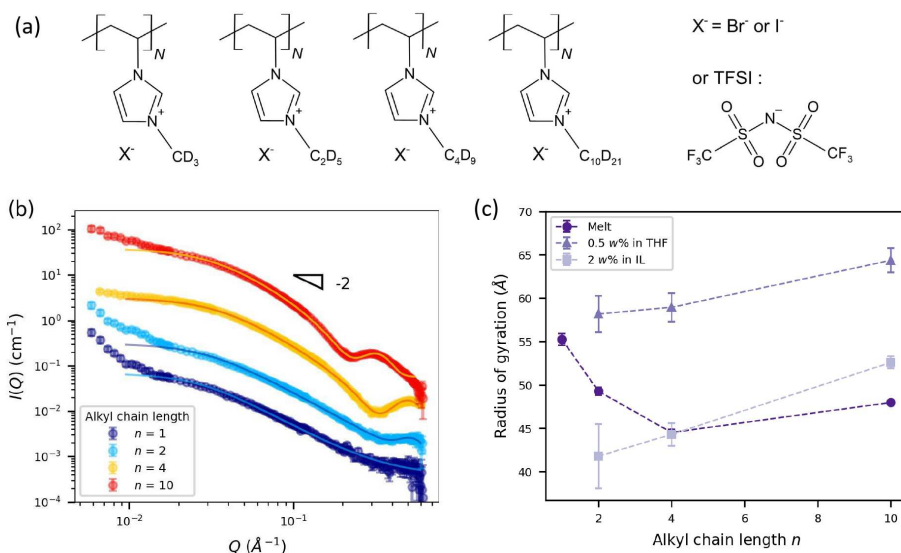 (a)
N
N
N
N
N
N+
X-
CD3
N
N+
X-
C2D5
N
N+
X-
C4D9
N
N+
X-
C10D21
X- = Br- or I-
or TFSI :
O
O
N-
S
S
F3C
CF3
O
O
(b)
I(Q) (cm⁻¹)
10²
10¹
10⁰
10⁻¹
10⁻²
10⁻³
10⁻⁴
-2
Alkyl chain length
n = 1
n = 2
n = 4
n = 10
10⁻²
10⁻¹
10⁰
Q (Å⁻¹)
(c)
Radius of gyration (Å)
70
65
60
55
50
45
40
Melt
0.5 w% in THF
2 w% in IL
2
4
6
8
10
Alkyl chain length n